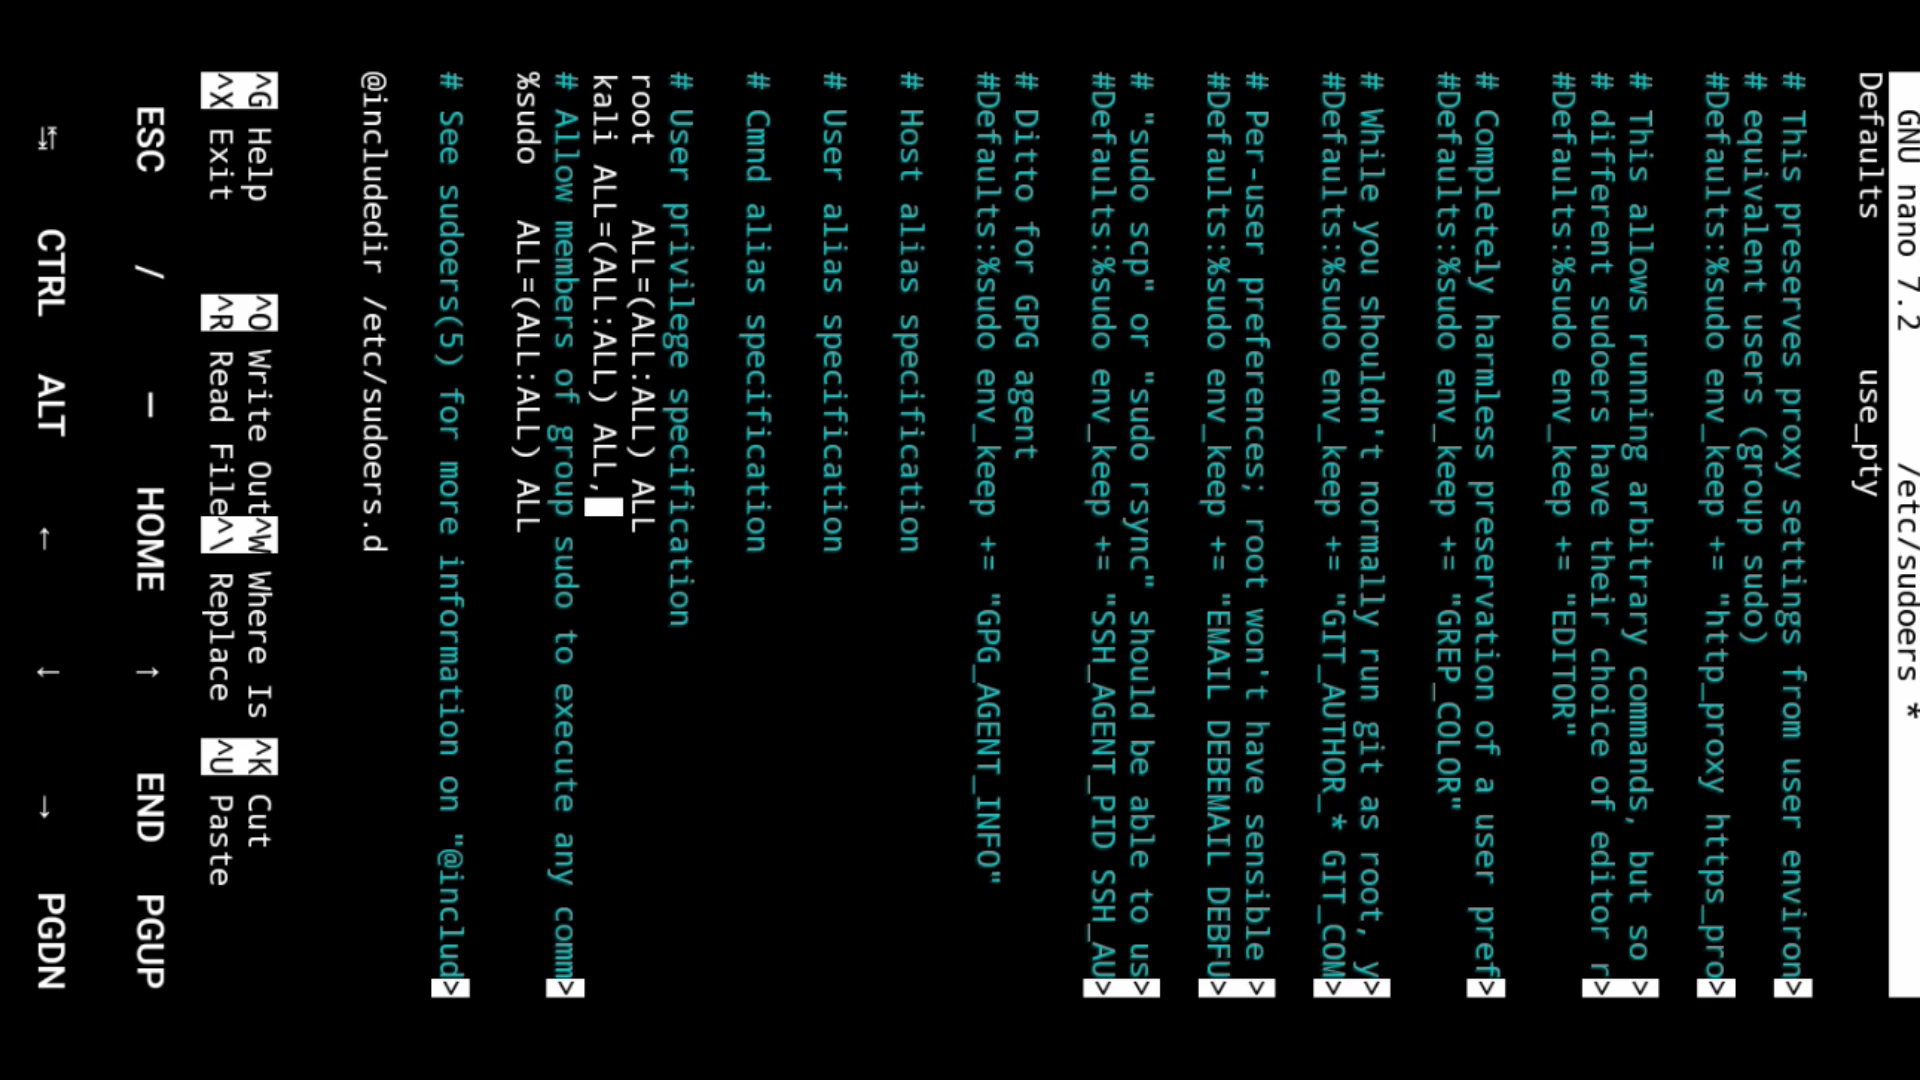 GNU nano 7.2 /etc/sudoers *
Defaults use_pty
# This preserves proxy settings from user environ>
# equivalent users (group sudo)
#Defaults:%sudo env_keep += "http_proxy https_pro>
# This allows running arbitrary commands, but so >
# different sudoers have their choice of editor r>
#Defaults:%sudo env_keep += "EDITOR"
# Completely harmless preservation of a user pref>
#Defaults:%sudo env_keep += "GREP_COLOR"
# While you shouldn't normally run git as root, y>
#Defaults:%sudo env_keep += "GIT_AUTHOR_* GIT_COM>
# Per-user preferences; root won't have sensible >
#Defaults:%sudo env_keep += "EMAIL DEBEMAIL DEBFU>
# "sudo scp" or "sudo rsync" should be able to us>
#Defaults:%sudo env_keep += "SSH_AGENT_PID SSH_AU>
# Ditto for GPG agent
#Defaults:%sudo env_keep += "GPG_AGENT_INFO"
# Host alias specification
# User alias specification
# Cmnd alias specification
# User privilege specification
root ALL=(ALL:ALL) ALL
kali ALL=(ALL:ALL) ALL,
# Allow members of group sudo to execute any comm>
%sudo ALL=(ALL:ALL) ALL
# See sudoers(5) for more information on "@includ>
@includedir /etc/sudoers.d
^G Help ^O Write Out ^W Where Is ^K Cut
^X Exit ^R Read File ^\ Replace ^U Paste
ESC / — HOME ↑ END PGUP
⇥ CTRL ALT ← ↓ → PGDN